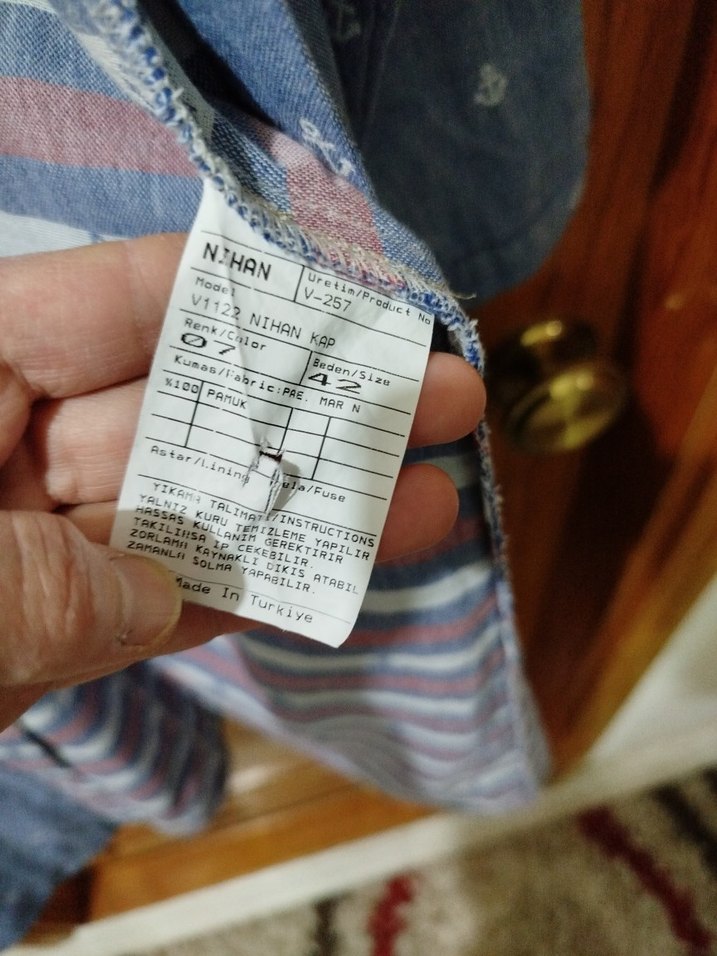 NIHAN
Uretim/Product No
V-257
Model
V1122 NIHAN KAP
Renk/Color
07
Beden/Size
42
Kumas/Fabric:PAE. MAR N
%100 PAMUK
Astar/Lining
ela/Fuse
YIKAMA TALIMATI/INSTRUCTIONS
YALNIZ KURU TEMIZLEME YAPILIR
HASSAS KULLANIM GEREKTIRIR
TAKILIRSA IP CEKEBILIR.
ZORLAMA KAYNAKLI DIKIS ATABIL
ZAMANLA SOLMA YAPABILIR.
Made In Turkiye